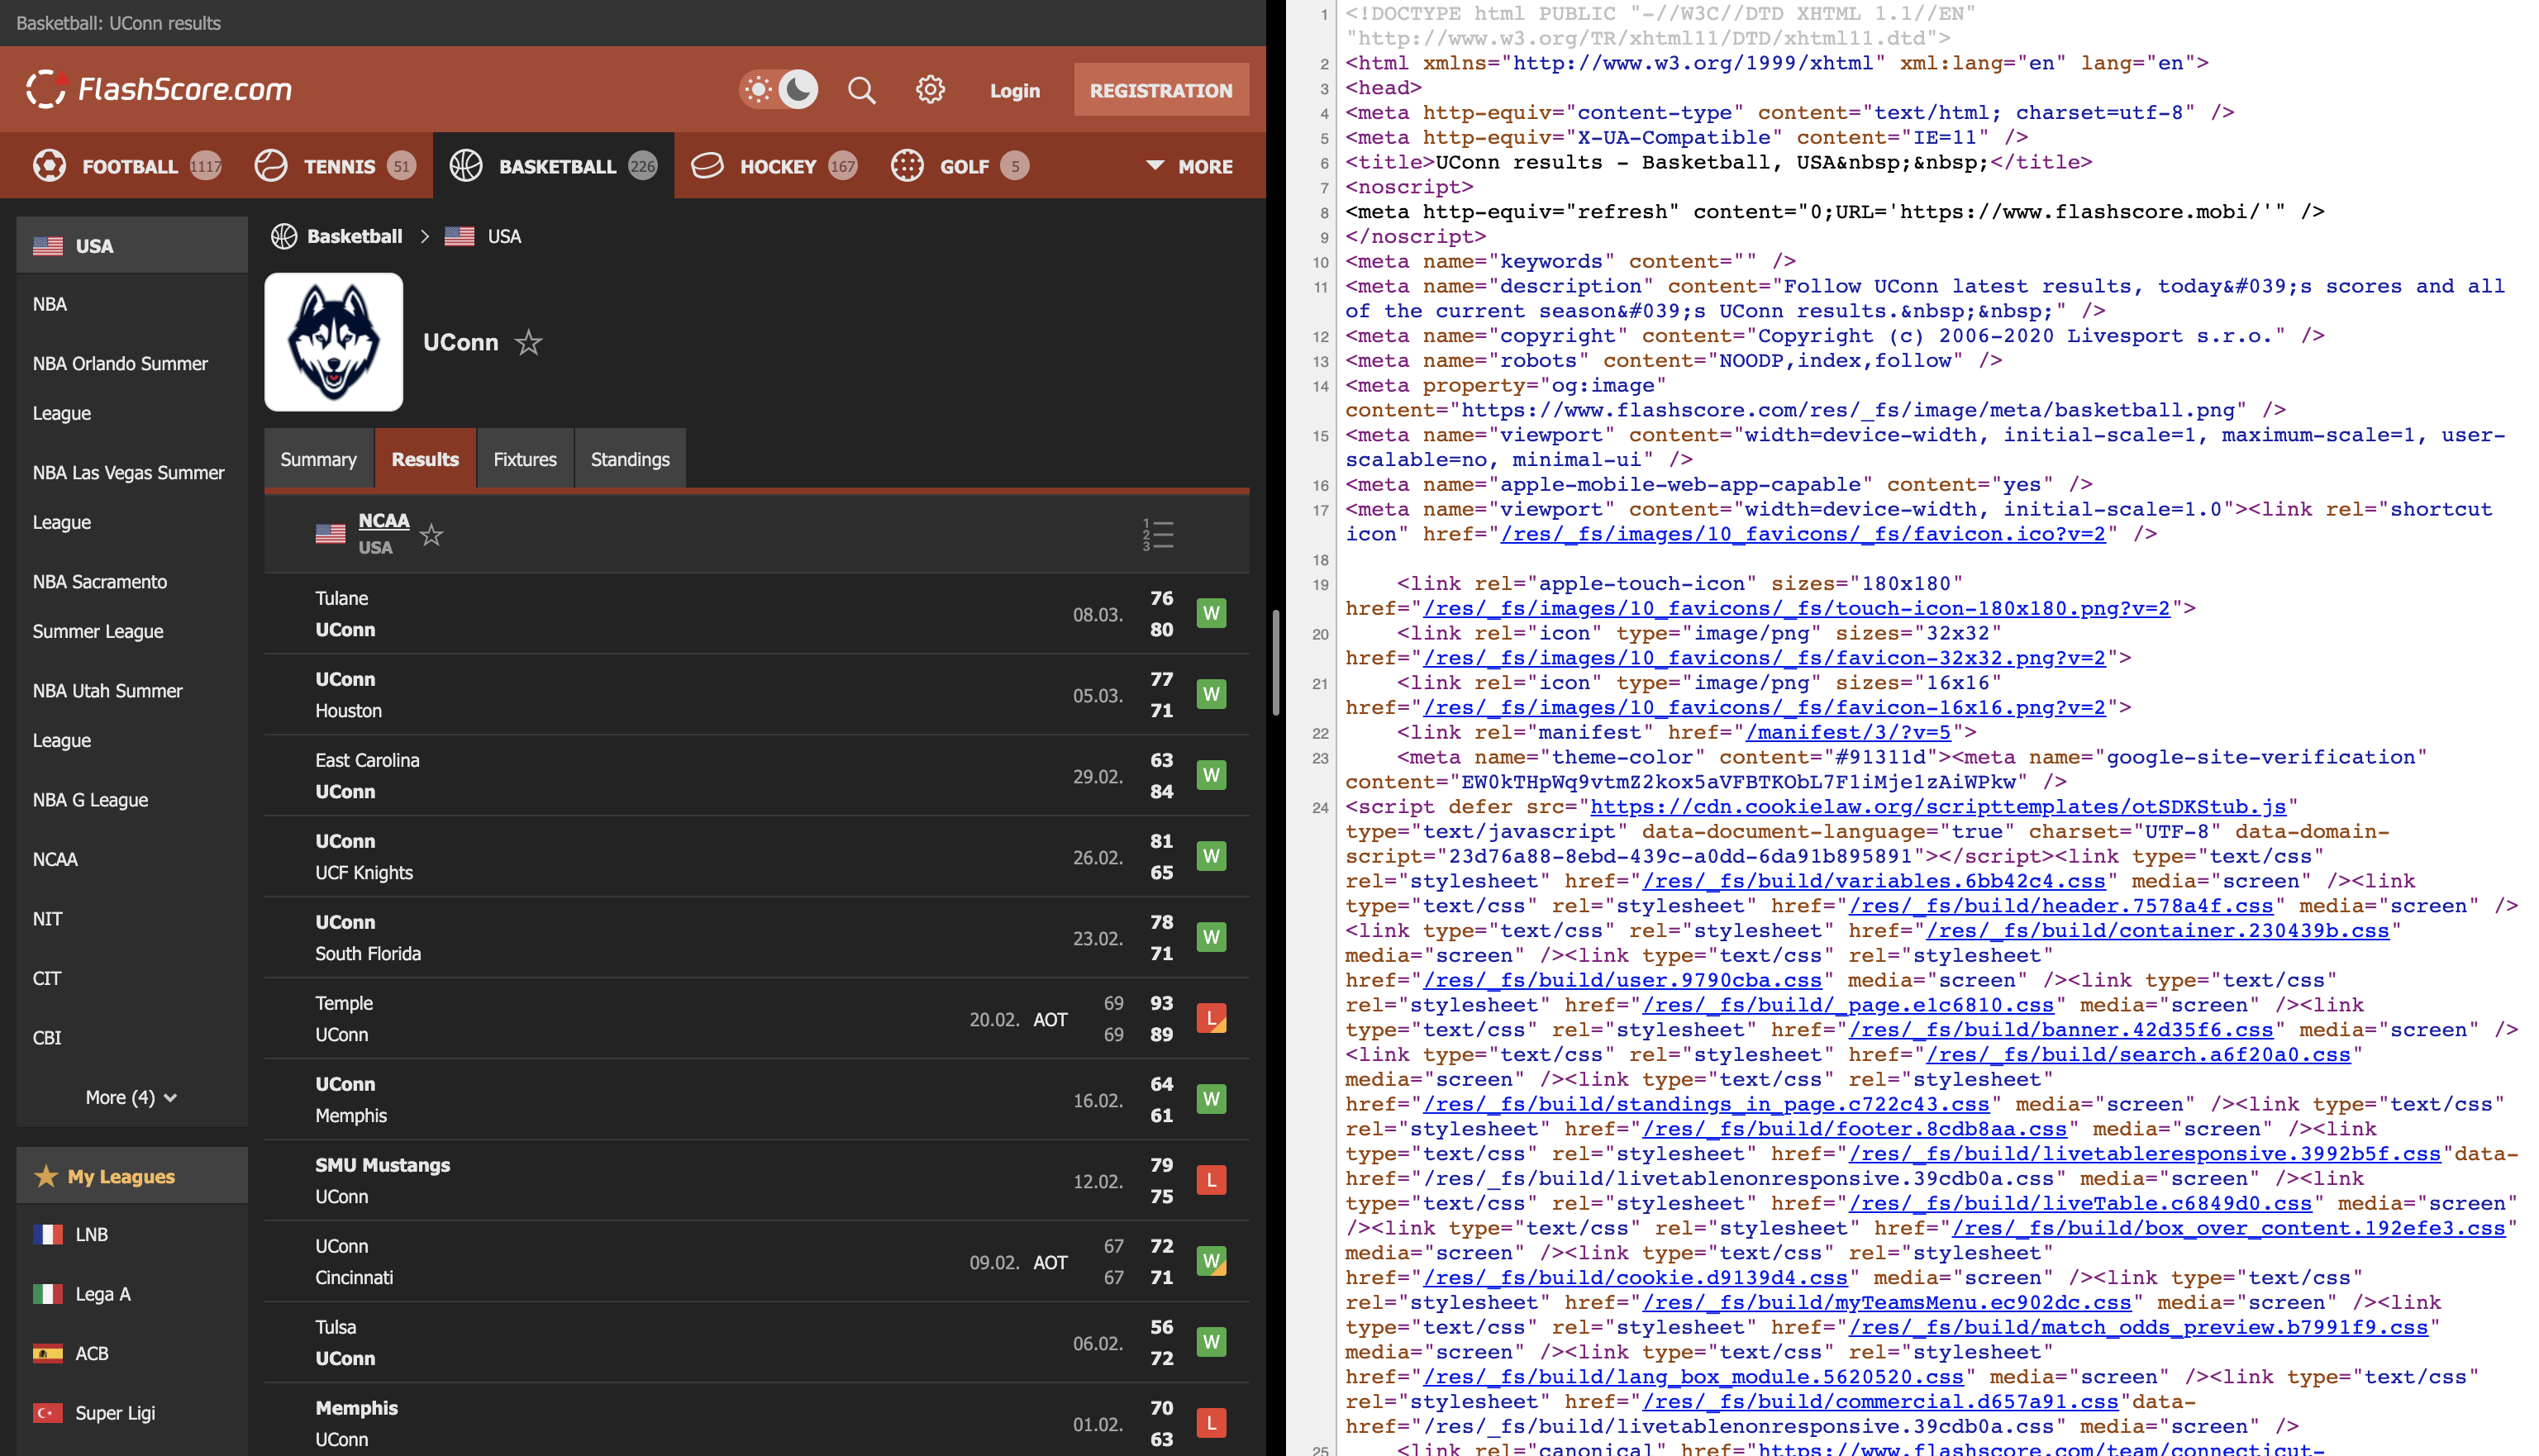 Basketball: UConn results
FlashScore.com
Login
REGISTRATION
FOOTBALL 1117
TENNIS 51
BASKETBALL 226
HOCKEY 167
GOLF 5
MORE
USA
NBA
NBA Orlando Summer
League
NBA Las Vegas Summer
League
NBA Sacramento
Summer League
NBA Utah Summer
League
NBA G League
NCAA
NIT
CIT
CBI
More (4)
My Leagues
LNB
Lega A
ACB
Super Ligi
Basketball > USA
UConn
Summary
Results
Fixtures
Standings
NCAA
USA
1
2
3
Tulane 76
08.03. W
UConn 80
UConn 77
05.03. W
Houston 71
East Carolina 63
29.02. W
UConn 84
UConn 81
26.02. W
UCF Knights 65
UConn 78
23.02. W
South Florida 71
Temple 69 93
20.02. AOT L
UConn 69 89
UConn 64
16.02. W
Memphis 61
SMU Mustangs 79
12.02. L
UConn 75
UConn 67 72
09.02. AOT W
Cincinnati 67 71
Tulsa 56
06.02. W
UConn 72
Memphis 70
01.02. L
UConn 63
1 <!DOCTYPE html PUBLIC "-//W3C//DTD XHTML 1.1//EN"
"http://www.w3.org/TR/xhtml11/DTD/xhtml11.dtd">
2 <html xmlns="http://www.w3.org/1999/xhtml" xml:lang="en" lang="en">
3 <head>
4 <meta http-equiv="content-type" content="text/html; charset=utf-8" />
5 <meta http-equiv="X-UA-Compatible" content="IE=11" />
6 <title>UConn results - Basketball, USA&nbsp;&nbsp;</title>
7 <noscript>
8 <meta http-equiv="refresh" content="0;URL='https://www.flashscore.mobi/'" />
9 </noscript>
10 <meta name="keywords" content="" />
11 <meta name="description" content="Follow UConn latest results, today&#039;s scores and all
of the current season&#039;s UConn results.&nbsp;&nbsp;" />
12 <meta name="copyright" content="Copyright (c) 2006-2020 Livesport s.r.o." />
13 <meta name="robots" content="NOODP,index,follow" />
14 <meta property="og:image"
content="https://www.flashscore.com/res/_fs/image/meta/basketball.png" />
15 <meta name="viewport" content="width=device-width, initial-scale=1, maximum-scale=1, user-
scalable=no, minimal-ui" />
16 <meta name="apple-mobile-web-app-capable" content="yes" />
17 <meta name="viewport" content="width=device-width, initial-scale=1.0"><link rel="shortcut
icon" href="/res/_fs/images/10_favicons/_fs/favicon.ico?v=2" />
18
19 <link rel="apple-touch-icon" sizes="180x180"
href="/res/_fs/images/10_favicons/_fs/touch-icon-180x180.png?v=2">
20 <link rel="icon" type="image/png" sizes="32x32"
href="/res/_fs/images/10_favicons/_fs/favicon-32x32.png?v=2">
21 <link rel="icon" type="image/png" sizes="16x16"
href="/res/_fs/images/10_favicons/_fs/favicon-16x16.png?v=2">
22 <link rel="manifest" href="/manifest/3/?v=5">
23 <meta name="theme-color" content="#91311d"><meta name="google-site-verification"
content="EW0kTHpWq9vtmZ2kox5aVFBTKObL7F1iMje1zAiWPkw" />
24 <script defer src="https://cdn.cookielaw.org/scripttemplates/otSDKStub.js"
type="text/javascript" data-document-language="true" charset="UTF-8" data-domain-
script="23d76a88-8ebd-439c-a0dd-6da91b895891"></script><link type="text/css"
rel="stylesheet" href="/res/_fs/build/variables.6bb42c4.css" media="screen" /><link
type="text/css" rel="stylesheet" href="/res/_fs/build/header.7578a4f.css" media="screen" />
<link type="text/css" rel="stylesheet" href="/res/_fs/build/container.230439b.css"
media="screen" /><link type="text/css" rel="stylesheet"
href="/res/_fs/build/user.9790cba.css" media="screen" /><link type="text/css"
rel="stylesheet" href="/res/_fs/build/_page.e1c6810.css" media="screen" /><link
type="text/css" rel="stylesheet" href="/res/_fs/build/banner.42d35f6.css" media="screen" />
<link type="text/css" rel="stylesheet" href="/res/_fs/build/search.a6f20a0.css"
media="screen" /><link type="text/css" rel="stylesheet"
href="/res/_fs/build/standings_in_page.c722c43.css" media="screen" /><link type="text/css"
rel="stylesheet" href="/res/_fs/build/footer.8cdb8aa.css" media="screen" /><link
type="text/css" rel="stylesheet" href="/res/_fs/build/livetableresponsive.3992b5f.css"data-
href="/res/_fs/build/livetablenonresponsive.39cdb0a.css" media="screen" /><link
type="text/css" rel="stylesheet" href="/res/_fs/build/liveTable.c6849d0.css" media="screen"
/><link type="text/css" rel="stylesheet" href="/res/_fs/build/box_over_content.192efe3.css"
media="screen" /><link type="text/css" rel="stylesheet"
href="/res/_fs/build/cookie.d9139d4.css" media="screen" /><link type="text/css"
rel="stylesheet" href="/res/_fs/build/myTeamsMenu.ec902dc.css" media="screen" /><link
type="text/css" rel="stylesheet" href="/res/_fs/build/match_odds_preview.b7991f9.css"
media="screen" /><link type="text/css" rel="stylesheet"
href="/res/_fs/build/lang_box_module.5620520.css" media="screen" /><link type="text/css"
rel="stylesheet" href="/res/_fs/build/commercial.d657a91.css"data-
href="/res/_fs/build/livetablenonresponsive.39cdb0a.css" media="screen" />
25 <link rel="canonical" href="https://www.flashscore.com/team/connecticut-